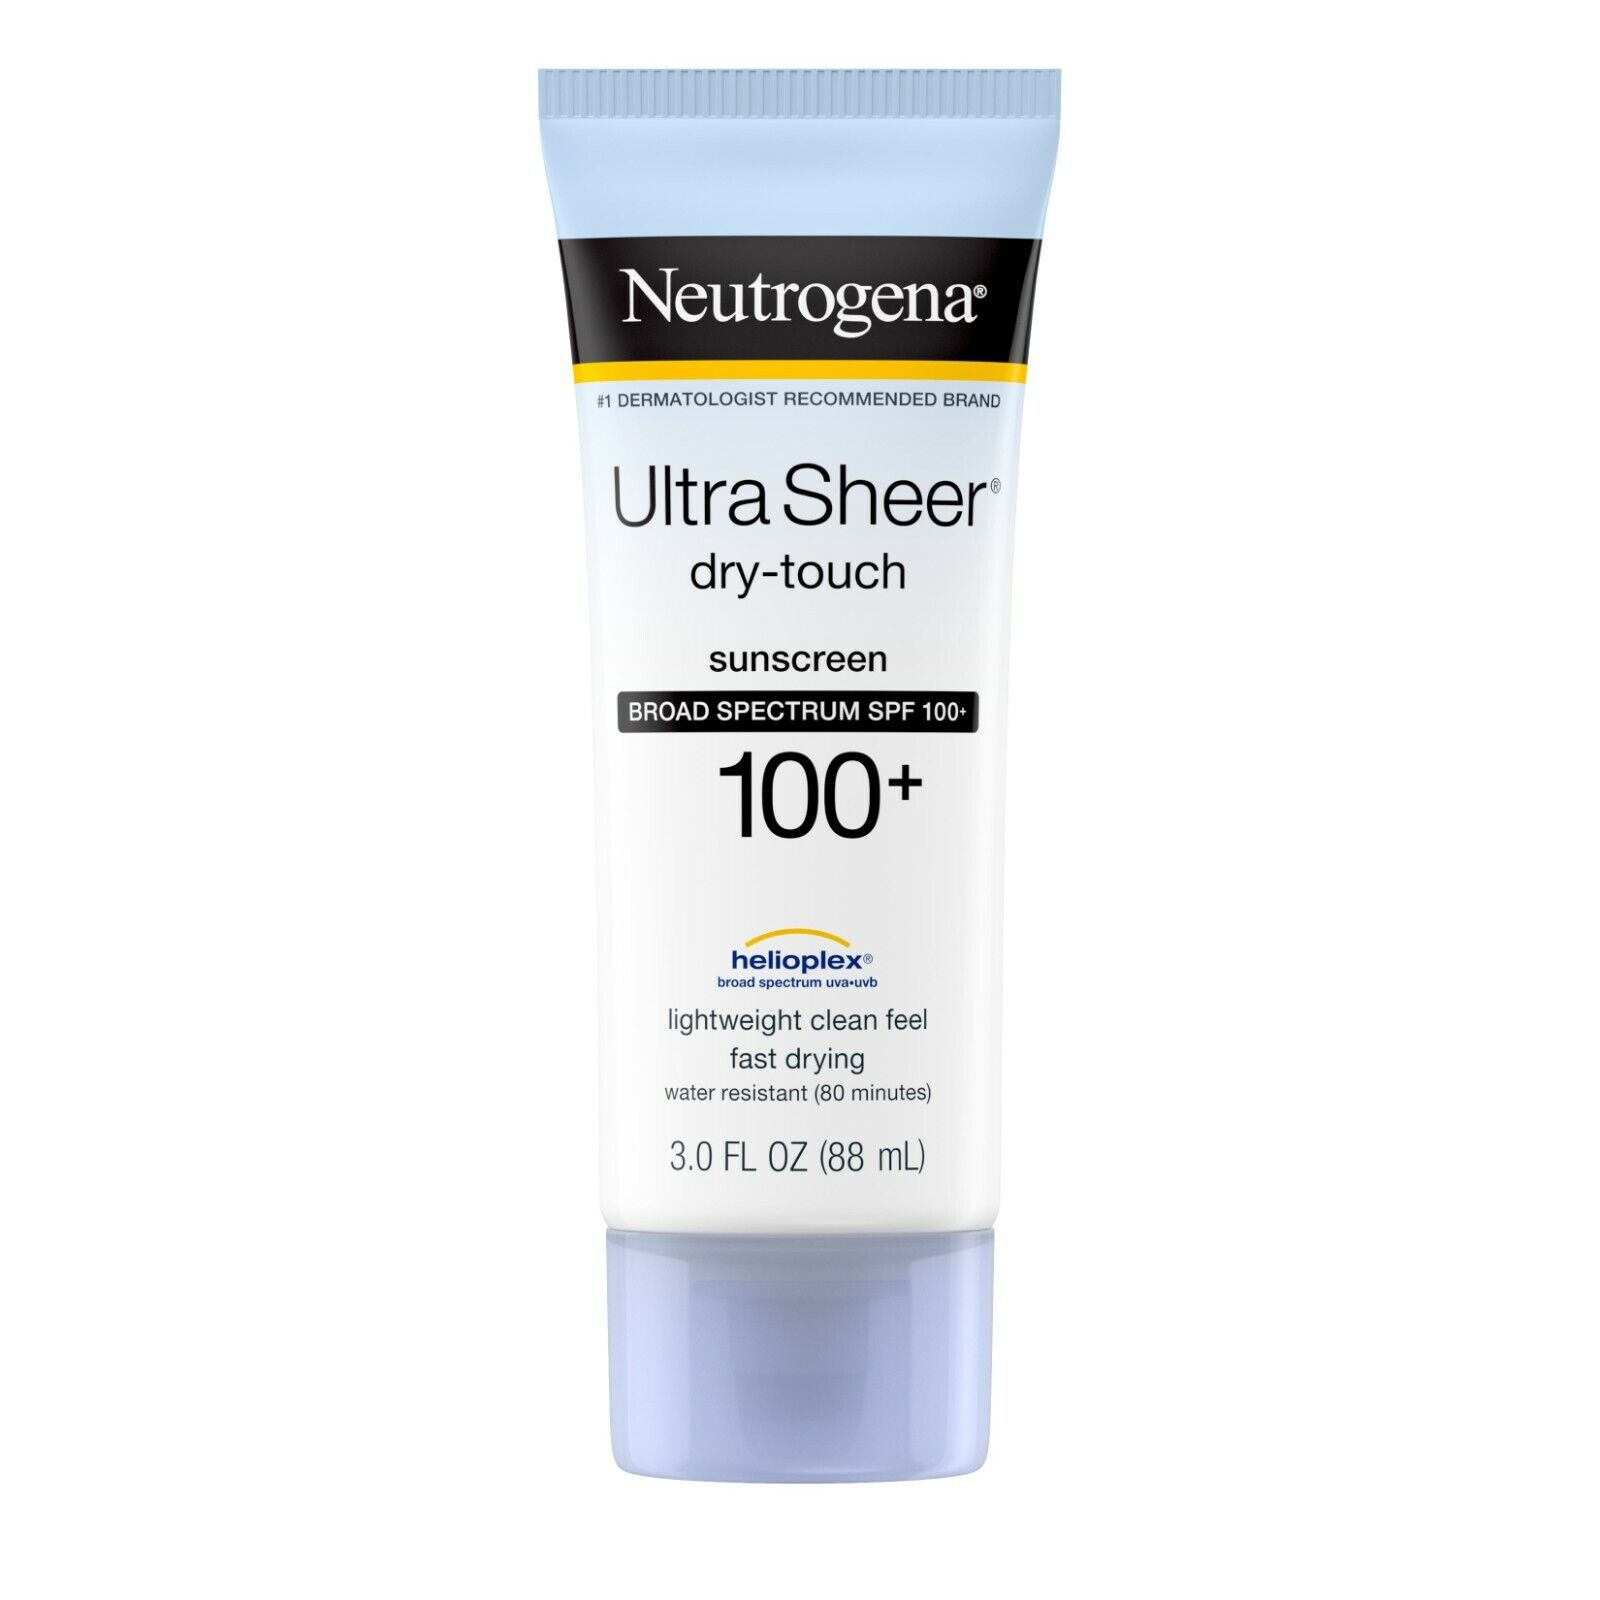 Neutrogena®
#1 DERMATOLOGIST RECOMMENDED BRAND
Ultra Sheer®
dry-touch
sunscreen
BROAD SPECTRUM SPF 100+
100+
helioplex®
broad spectrum uva•uvb
lightweight clean feel
fast drying
water resistant (80 minutes)
3.0 FL OZ (88 mL)